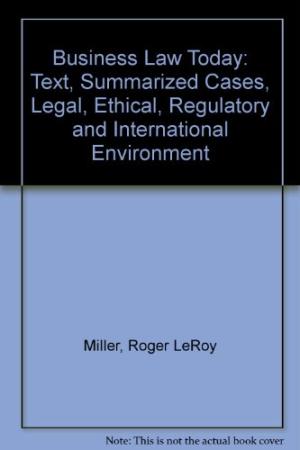 Business Law Today:
Text, Summarized Cases,
Legal, Ethical, Regulatory
and International
Environment
Miller, Roger LeRoy
Note: This is not the actual book cover